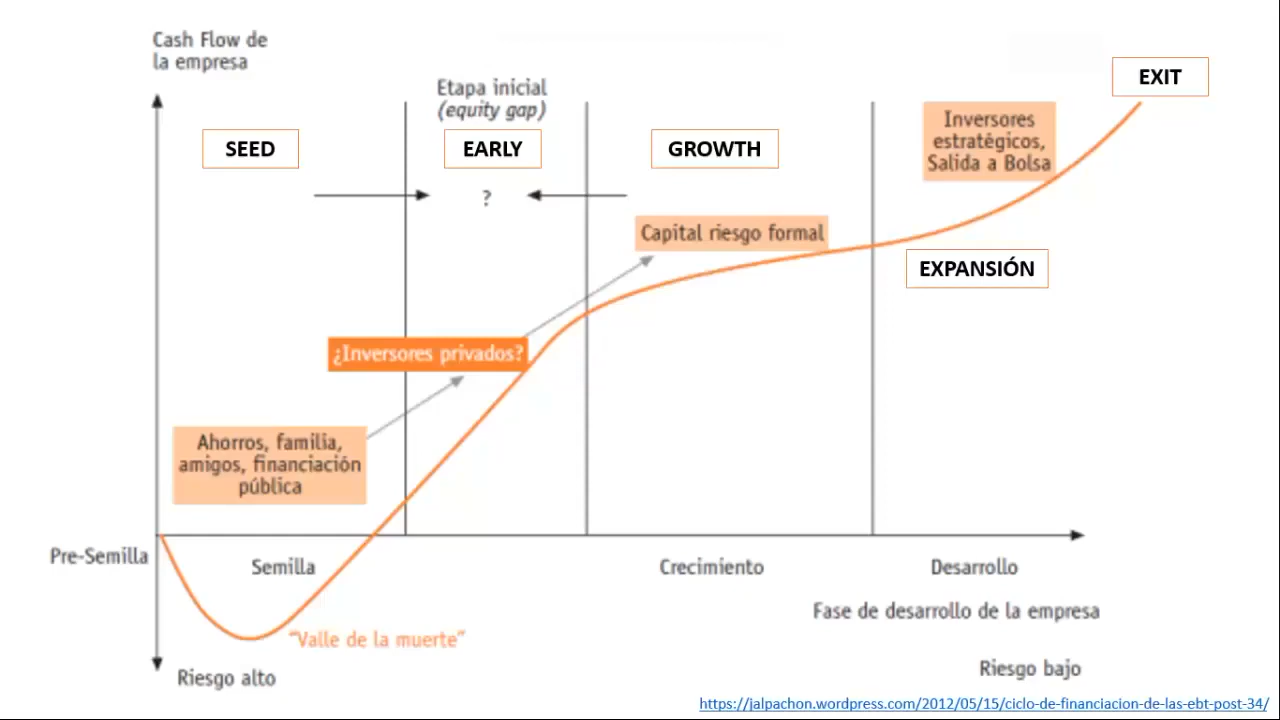 Cash Flow de
la empresa
Etapa inicial
(equity gap)
EXIT
SEED
EARLY
GROWTH
Inversores
estratégicos,
Salida a Bolsa
?
Capital riesgo formal
EXPANSIÓN
¿Inversores privados?
Ahorros, familia,
amigos, financiación
pública
Pre-Semilla
Semilla
Crecimiento
Desarrollo
Fase de desarrollo de la empresa
"Valle de la muerte"
Riesgo alto
Riesgo bajo
https://jalpachon.wordpress.com/2012/05/15/ciclo-de-financiacion-de-las-ebt-post-34/